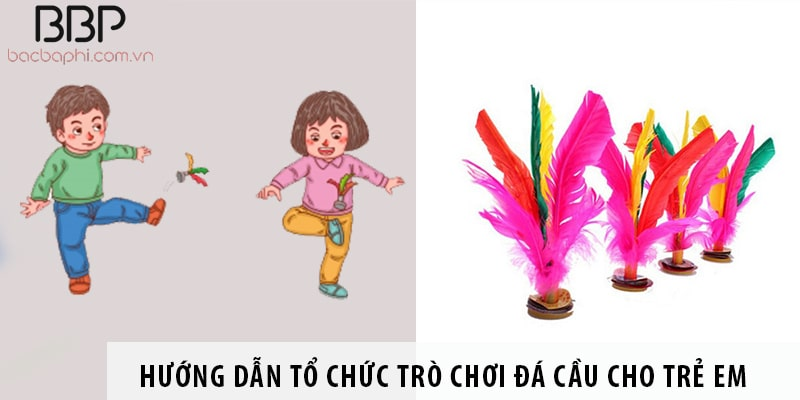 BBP
bacbaphi.com.vn
HƯỚNG DẪN TỔ CHỨC TRÒ CHƠI ĐÁ CẦU CHO TRẺ EM